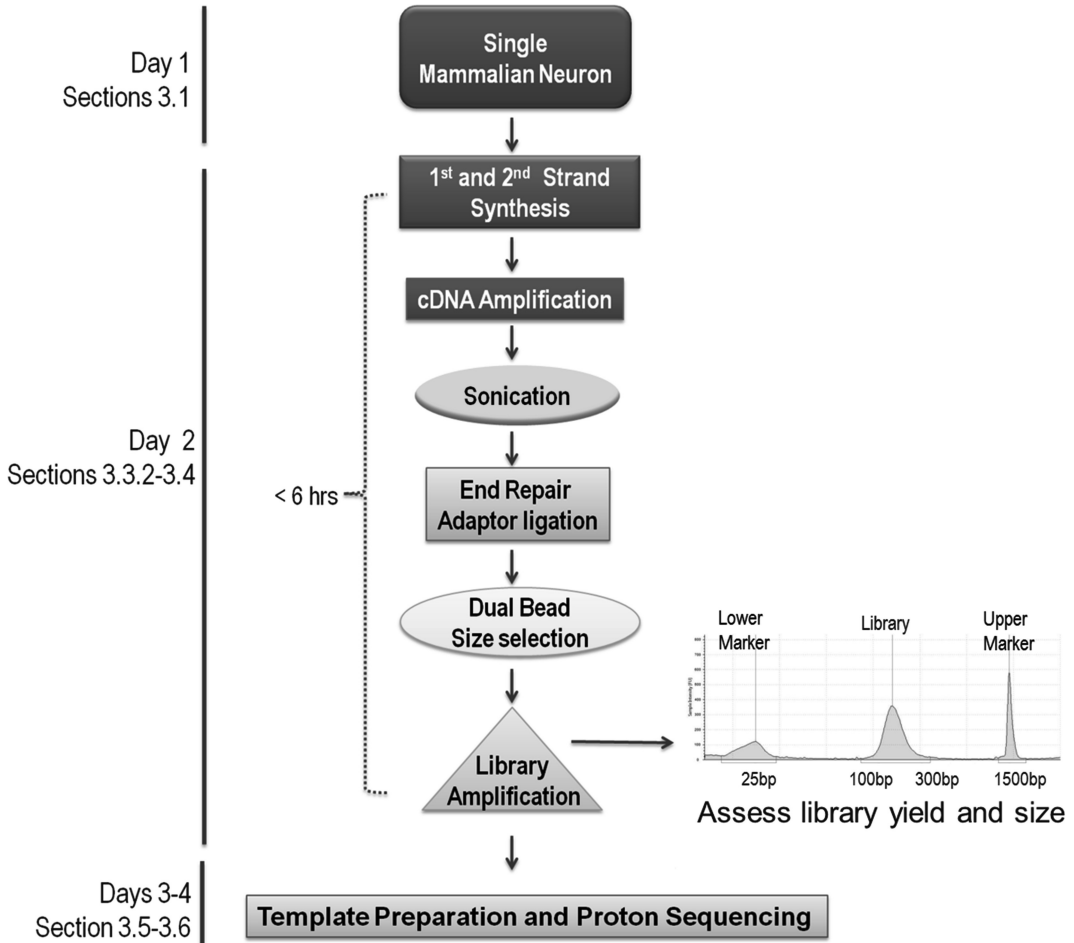 Day 1
Sections 3.1
Single
Mammalian Neuron
1st and 2nd Strand
Synthesis
cDNA Amplification
Sonication
Day 2
Sections 3.3.2-3.4
< 6 hrs
End Repair
Adaptor ligation
Dual Bead
Size selection
Library
Amplification
Lower
Marker
Library
Upper
Marker
25bp
100bp
300bp
1500bp
Assess library yield and size
Days 3-4
Section 3.5-3.6
Template Preparation and Proton Sequencing